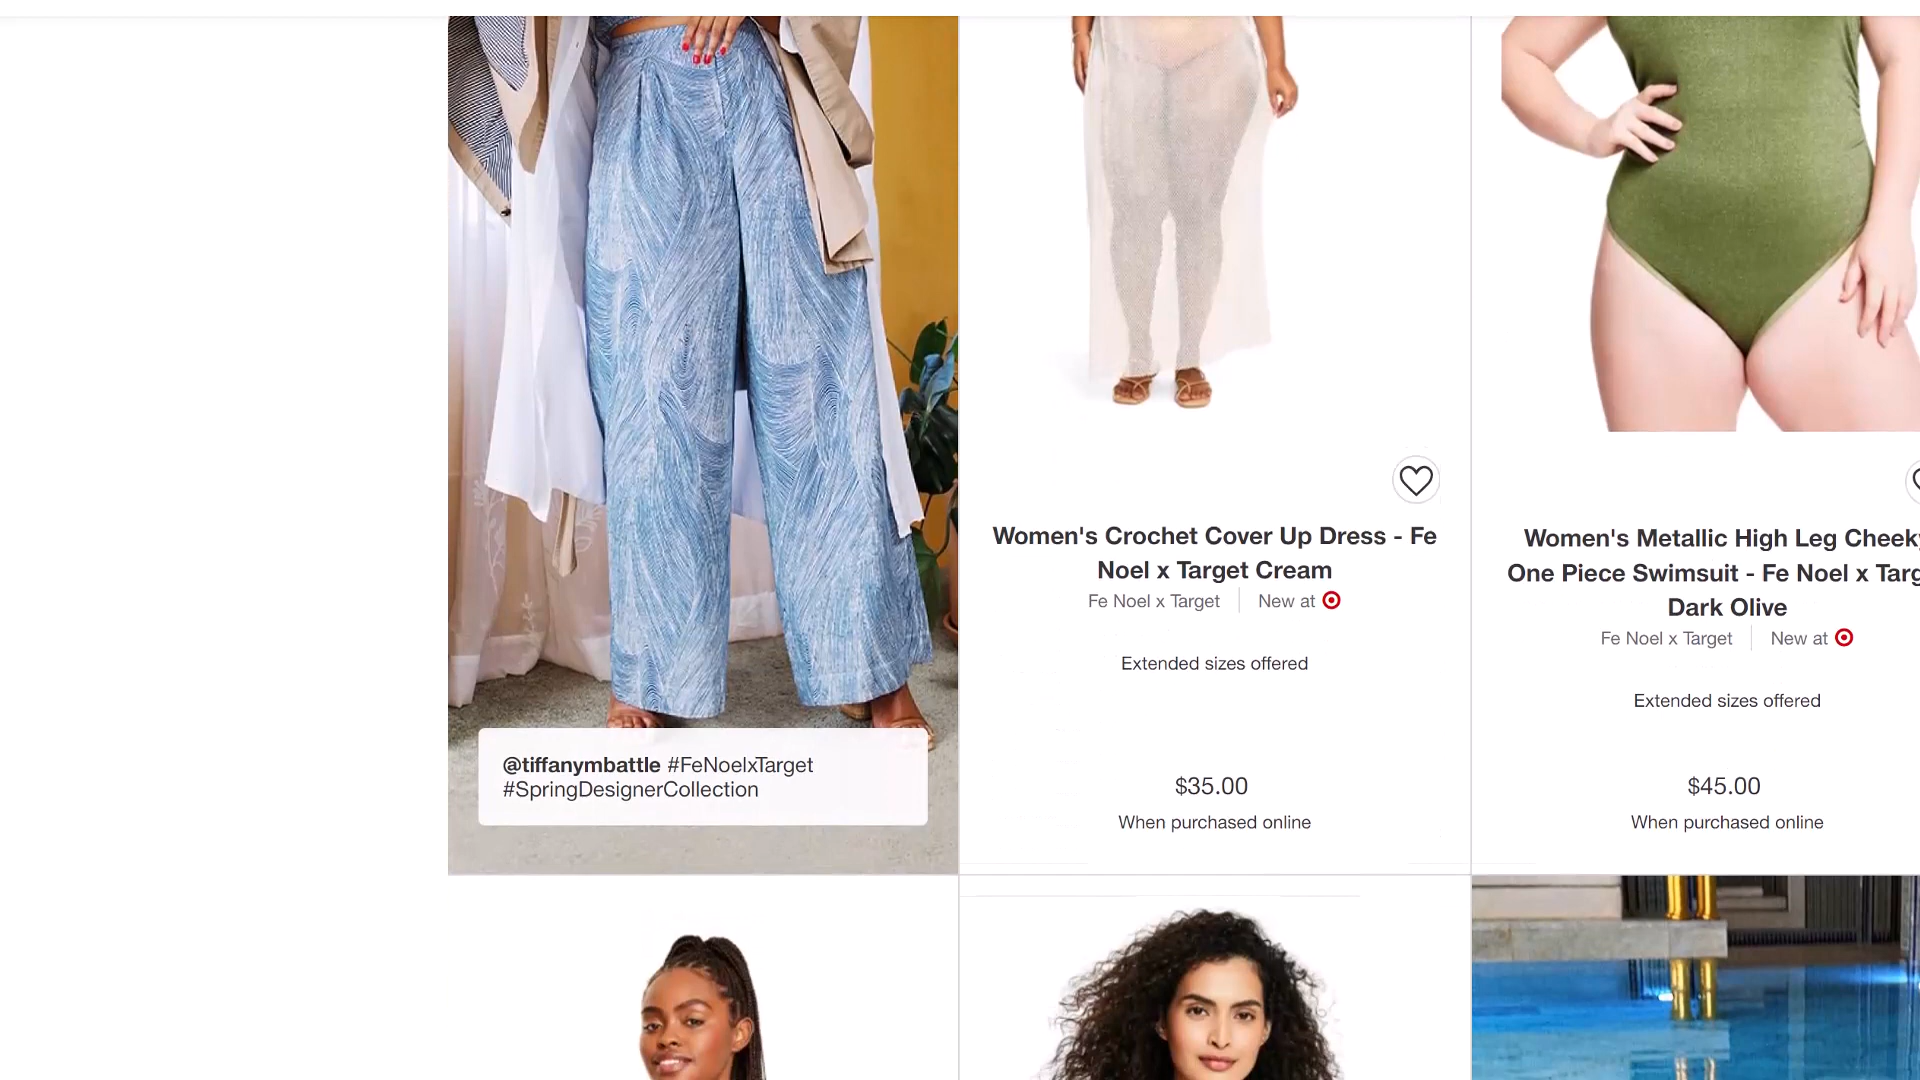 @tiffanymbattle #FeNoelxTarget
#SpringDesignerCollection
Women's Crochet Cover Up Dress - Fe
Noel x Target Cream
Fe Noel x Target
New at
Extended sizes offered
$35.00
When purchased online
Women's Metallic High Leg Cheeky
One Piece Swimsuit - Fe Noel x Targ
Dark Olive
Fe Noel x Target
New at
Extended sizes offered
$45.00
When purchased online